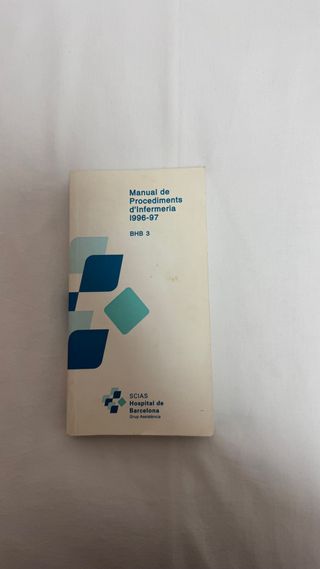 Manual de
Procediments
d'Infermeria
1996-97
BHB 3
SCIAS
Hospital de
Barcelona
Grup Assistència